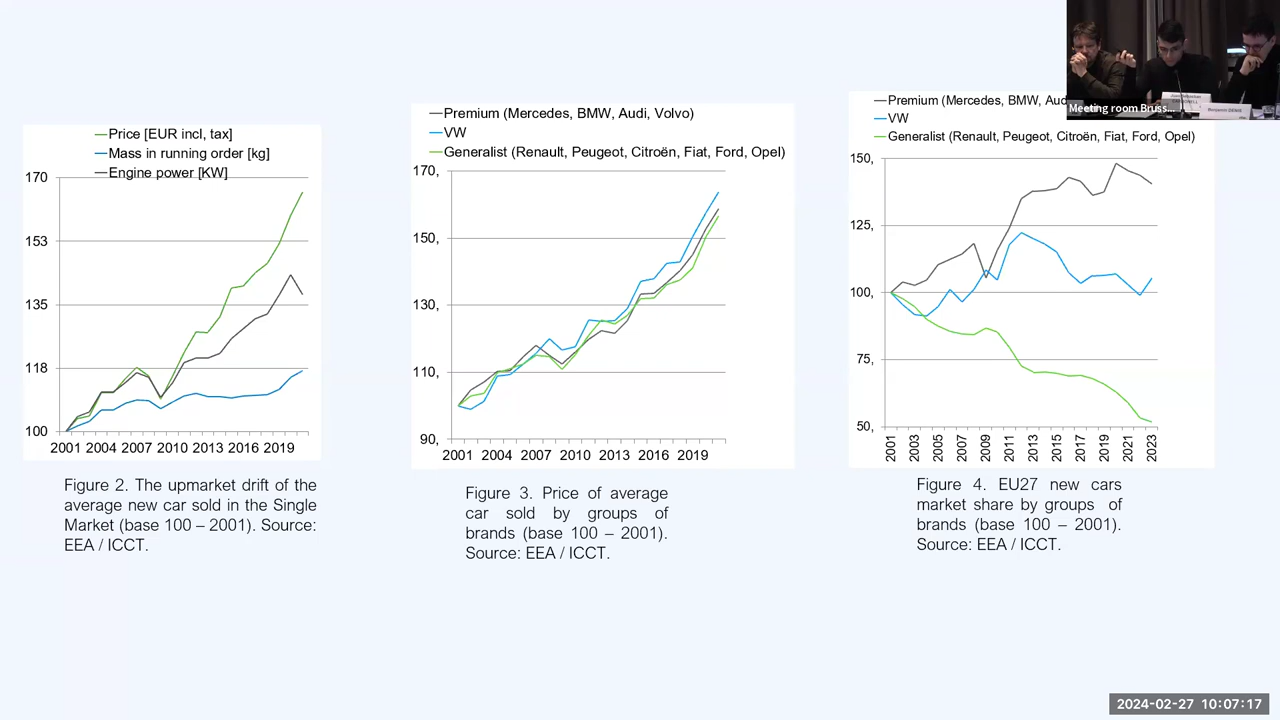 Price [EUR incl, tax]
Mass in running order [kg]
Engine power [KW]
170
153
135
118
100
2001 2004 2007 2010 2013 2016 2019
Figure 2. The upmarket drift of the
average new car sold in the Single
Market (base 100 – 2001). Source:
EEA / ICCT.
Premium (Mercedes, BMW, Audi, Volvo)
VW
Generalist (Renault, Peugeot, Citroën, Fiat, Ford, Opel)
170,
150,
130,
110,
90,
2001 2004 2007 2010 2013 2016 2019
Figure 3. Price of average
car sold by groups of
brands (base 100 – 2001).
Source: EEA / ICCT.
Premium (Mercedes, BMW,
VW
Generalist (Renault, Peugeot, Citroën, Fiat, Ford, Opel)
150,
125,
100,
75,
50,
2001 2003 2005 2007 2009 2011 2013 2015 2017 2019 2021 2023
Figure 4. EU27 new cars
market share by groups of
brands (base 100 – 2001).
Source: EEA / ICCT.
Meeting room Bruss...
2024-02-27 10:07:17